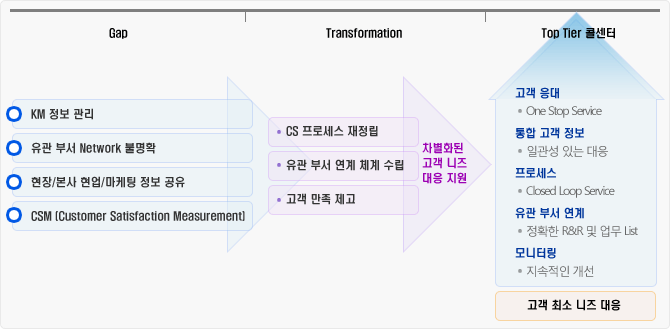 Gap
Transformation
Top Tier 콜센터
KM 정보 관리
유관 부서 Network 불명확
현장/본사 현업/마케팅 정보 공유
CSM (Customer Satisfaction Measurement)
• CS 프로세스 재정립
• 유관 부서 연계 체계 수립
• 고객 만족 제고
차별화된
고객 니즈
대응 지원
고객 응대
• One Stop Service
통합 고객 정보
• 일관성 있는 대응
프로세스
• Closed Loop Service
유관 부서 연계
• 정확한 R&R 및 업무 List
모니터링
• 지속적인 개선
고객 최소 니즈 대응